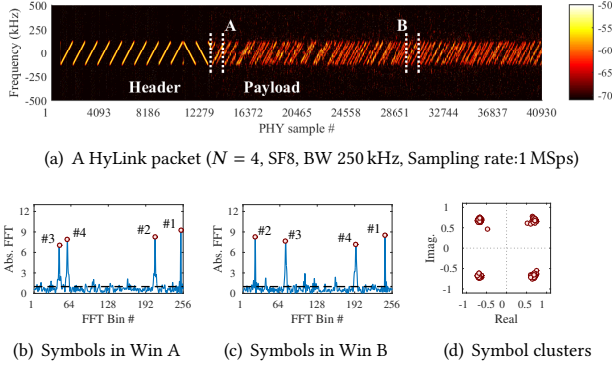 500
250
0
-250
-500
Frequency (kHz)
A
B
Header
Payload
-50
-55
-60
-65
-70
1 4093 8186 12279 16372 20465 24558 28651 32744 36837 40930
PHY sample #
(a) A HyLink packet (N = 4, SF8, BW 250 kHz, Sampling rate:1 MSps)
12
9
6
3
0
Abs. FFT
#3 #4 #2 #1
1 64 128 192 256
FFT Bin #
(b) Symbols in Win A
12
9
6
3
0
Abs. FFT
#2 #3 #4 #1
1 64 128 192 256
FFT Bin #
(c) Symbols in Win B
1
0.5
0
-0.5
-1
Imag.
-1 -0.5 0 0.5 1
Real
(d) Symbol clusters